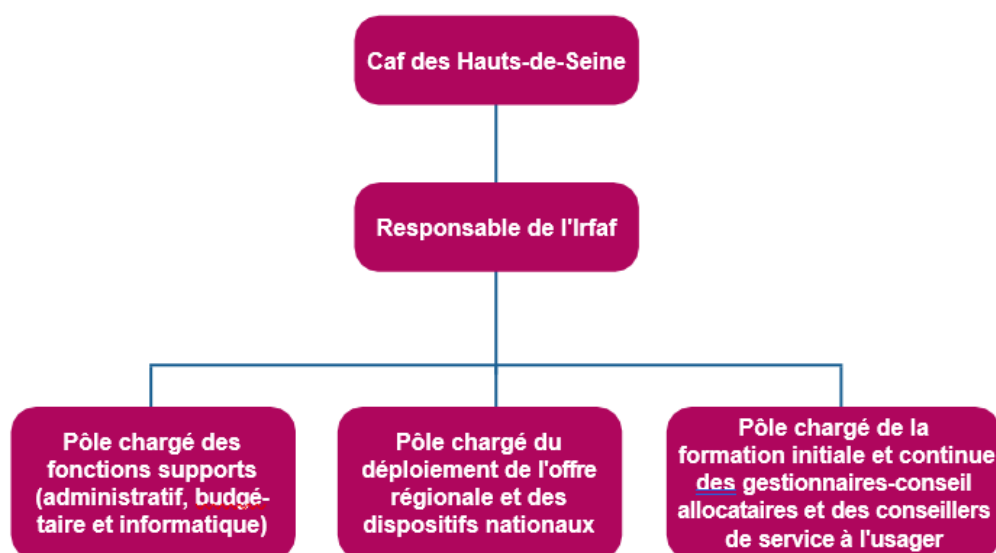 Caf des Hauts-de-Seine
Responsable de l'Irfaf
Pôle chargé des
fonctions supports
(administratif, budgé-
taire et informatique)
Pôle chargé du
déploiement de l'offre
régionale et des
dispositifs nationaux
Pôle chargé de la
formation initiale et continue
des gestionnaires-conseil
allocataires et des conseillers
de service à l'usager